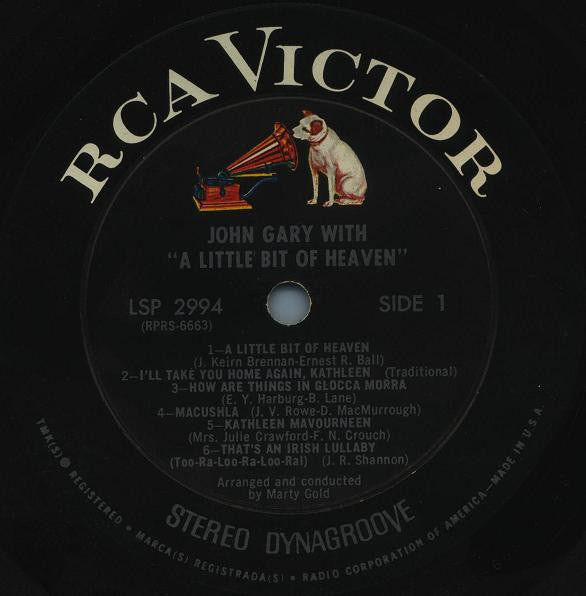 RCA VICTOR
JOHN GARY WITH
"A LITTLE BIT OF HEAVEN"
LSP 2994
(RPRS-6663)
SIDE 1
1—A LITTLE BIT OF HEAVEN
(J. Keirn Brennan-Ernest R. Ball)
2—I'LL TAKE YOU HOME AGAIN, KATHLEEN (Traditional)
3—HOW ARE THINGS IN GLOCCA MORRA
(E. Y. Harburg-B. Lane)
4—MACUSHLA (J. V. Rowe-D. MacMurrough)
5—KATHLEEN MAVOURNEEN
(Mrs. Julie Crawford-F. N. Crouch)
6—THAT'S AN IRISH LULLABY
(Too-Ra-Loo-Ra-Loo-Ral) (J. R. Shannon)
Arranged and conducted
by Marty Gold
STEREO DYNAGROOVE
TMK(S) ® REGISTERED • MARCA(S) REGISTRADA(S) • RADIO CORPORATION OF AMERICA—MADE IN U.S.A.